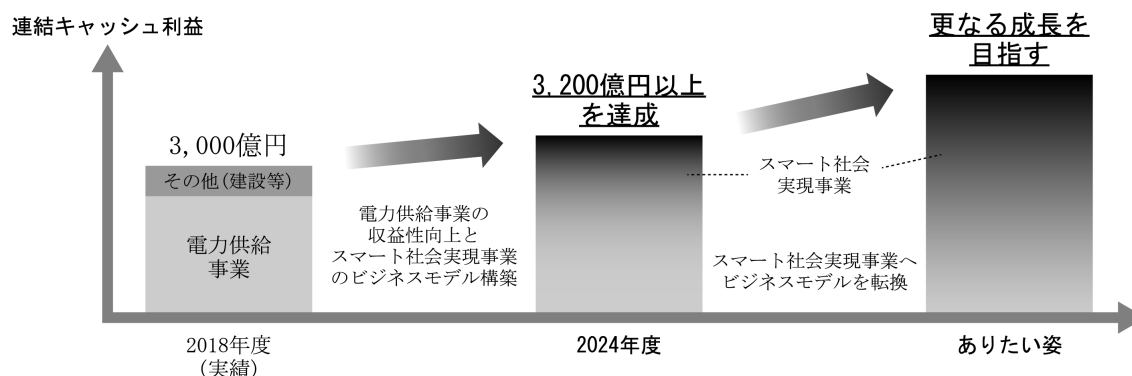 連結キャッシュ利益
更なる成長を
目指す
3,200億円以上
を達成
3,000億円
その他(建設等)
電力供給
事業
電力供給事業の
収益性向上と
スマート社会実現事業
のビジネスモデル構築
スマート社会
実現事業
スマート社会実現事業へ
ビジネスモデルを転換
2018年度
(実績)
2024年度
ありたい姿